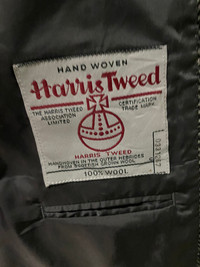 HAND WOVEN
Harris Tweed
THE HARRIS TWEED
ASSOCIATION
LIMITED
CERTIFICATION
TRADE MARK
HARRIS TWEED
HANDWOVEN IN THE OUTER HEBRIDES
FROM SCOTTISH GROWN WOOL
100% WOOL